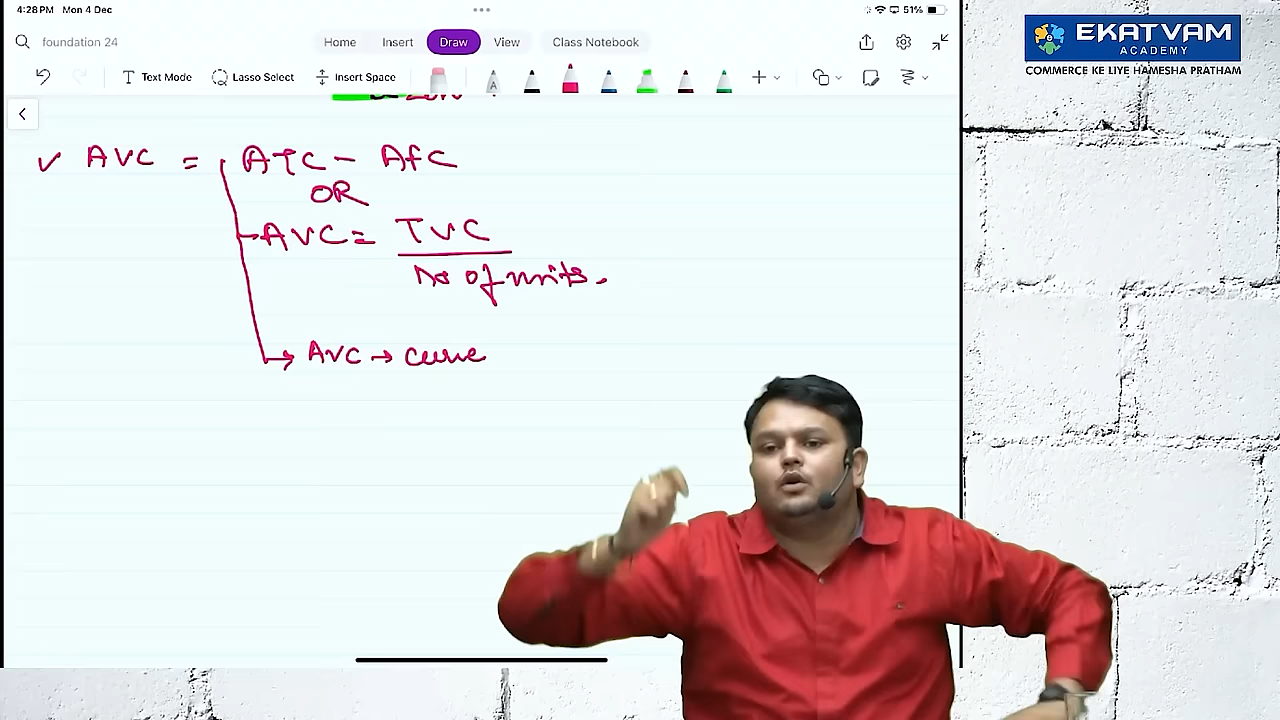 4:28 PM Mon 4 Dec
51%
EKATVAM
ACADEMY
COMMERCE KE LIYE HAMESHA PRATHAM
foundation 24
Home Insert Draw View Class Notebook
Text Mode Lasso Select Insert Space
AVC = ATC - AFC
OR
AVC = TVC
No of units.
AVC → curve